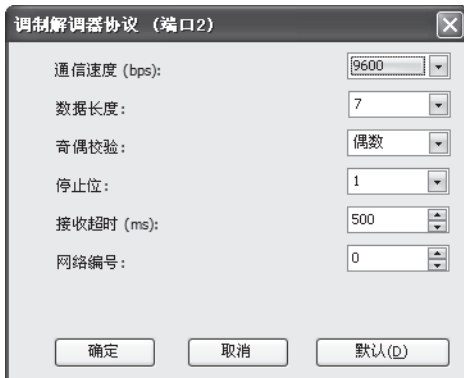 调制解调器协议 (端口2)
通信速度 (bps): 9600
数据长度: 7
奇偶校验: 偶数
停止位: 1
接收超时 (ms): 500
网络编号: 0
确定 取消 默认(D)